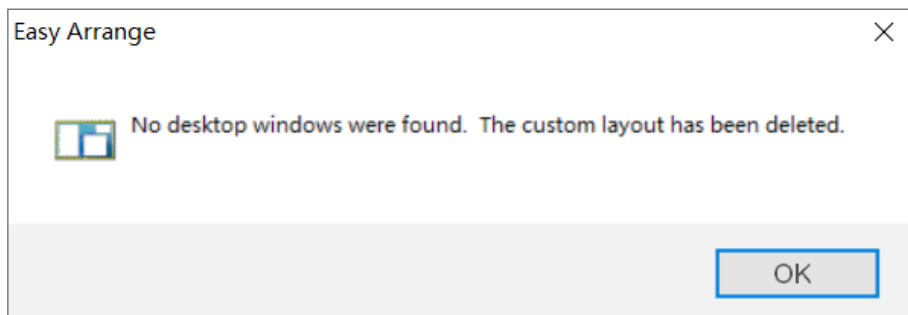 Easy Arrange
No desktop windows were found.  The custom layout has been deleted.
OK